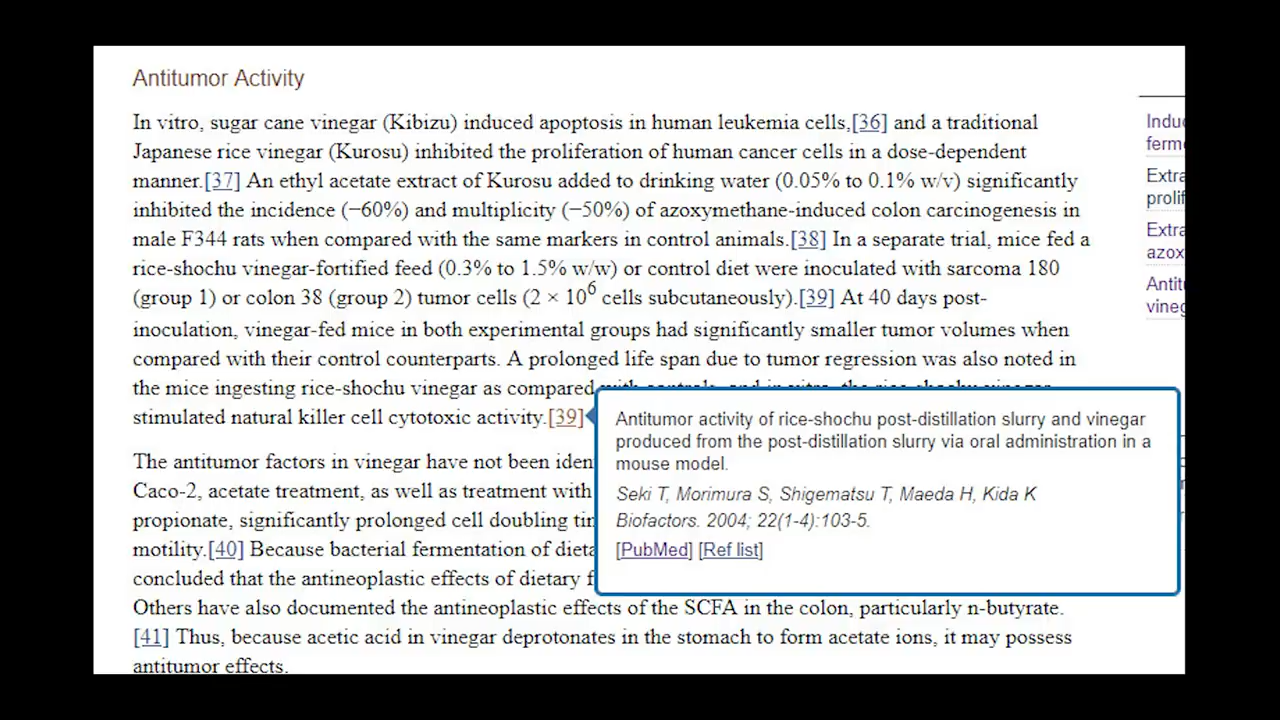 Antitumor Activity
In vitro, sugar cane vinegar (Kibizu) induced apoptosis in human leukemia cells,[36] and a traditional
Japanese rice vinegar (Kurosu) inhibited the proliferation of human cancer cells in a dose-dependent
manner.[37] An ethyl acetate extract of Kurosu added to drinking water (0.05% to 0.1% w/v) significantly
inhibited the incidence (−60%) and multiplicity (−50%) of azoxymethane-induced colon carcinogenesis in
male F344 rats when compared with the same markers in control animals.[38] In a separate trial, mice fed a
rice-shochu vinegar-fortified feed (0.3% to 1.5% w/w) or control diet were inoculated with sarcoma 180
(group 1) or colon 38 (group 2) tumor cells (2 × 10⁶ cells subcutaneously).[39] At 40 days post-
inoculation, vinegar-fed mice in both experimental groups had significantly smaller tumor volumes when
compared with their control counterparts. A prolonged life span due to tumor regression was also noted in
the mice ingesting rice-shochu vinegar as compared with controls, and in vitro, the rice-shochu vinegar
stimulated natural killer cell cytotoxic activity.[39]
The antitumor factors in vinegar have not been iden
Caco-2, acetate treatment, as well as treatment with
propionate, significantly prolonged cell doubling tin
motility.[40] Because bacterial fermentation of dieta
concluded that the antineoplastic effects of dietary f
Others have also documented the antineoplastic effects of the SCFA in the colon, particularly n-butyrate.
[41] Thus, because acetic acid in vinegar deprotonates in the stomach to form acetate ions, it may possess
antitumor effects.
Antitumor activity of rice-shochu post-distillation slurry and vinegar
produced from the post-distillation slurry via oral administration in a
mouse model.
Seki T, Morimura S, Shigematsu T, Maeda H, Kida K
Biofactors. 2004; 22(1-4):103-5.
[PubMed] [Ref list]
Induc
ferme
Extra
prolif
Extra
azox
Antit
vineg